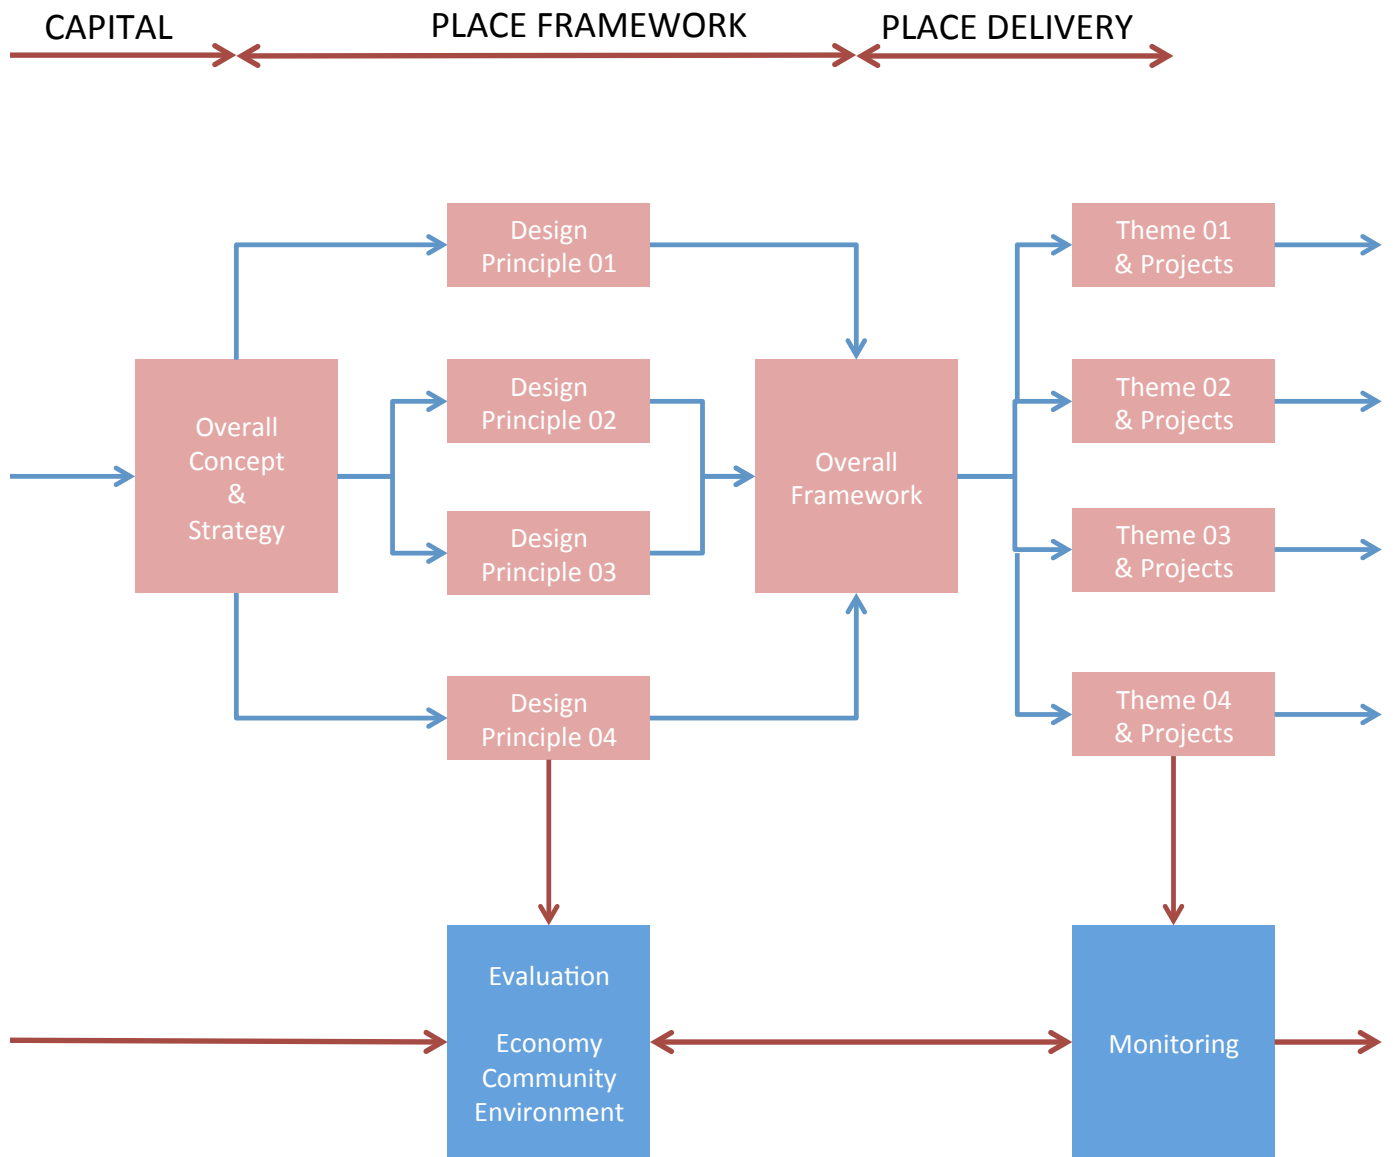 CAPITAL
PLACE FRAMEWORK
PLACE DELIVERY
Design
Principle 01
Theme 01
& Projects
Overall
Concept
&
Strategy
Design
Principle 02
Design
Principle 03
Overall
Framework
Theme 02
& Projects
Theme 03
& Projects
Design
Principle 04
Theme 04
& Projects
Evaluation
Economy
Community
Environment
Monitoring